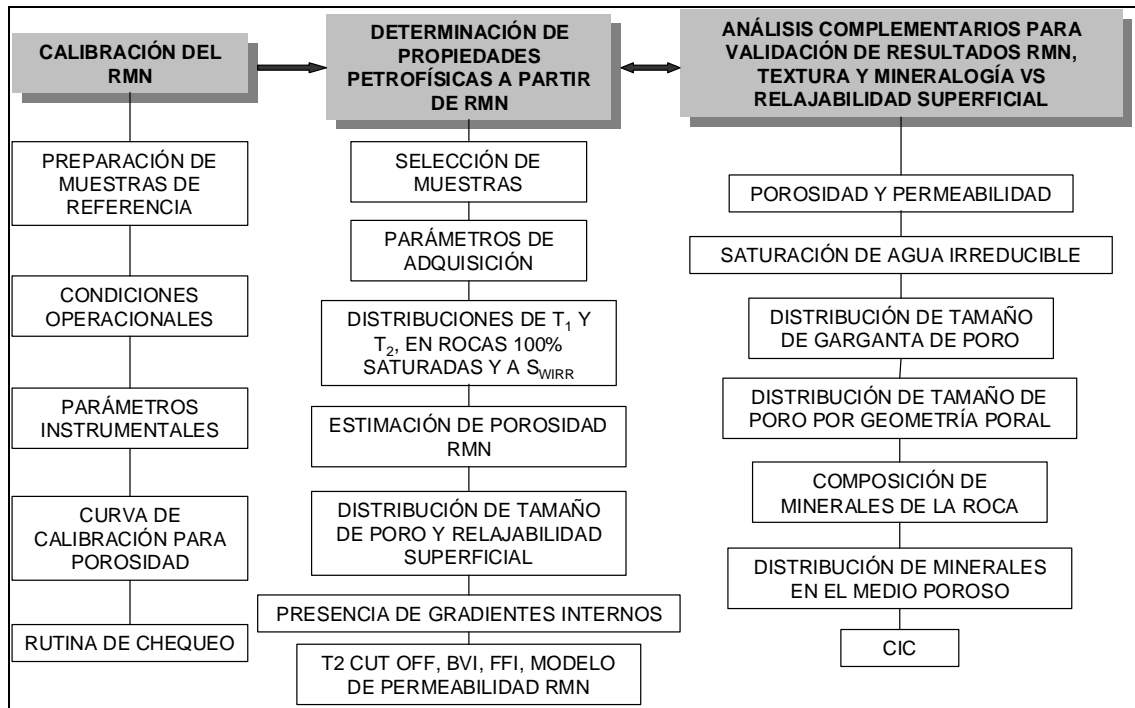 CALIBRACIÓN DEL
RMN
PREPARACIÓN DE
MUESTRAS DE
REFERENCIA
CONDICIONES
OPERACIONALES
PARÁMETROS
INSTRUMENTALES
CURVA DE
CALIBRACIÓN PARA
POROSIDAD
RUTINA DE CHEQUEO
DETERMINACIÓN DE
PROPIEDADES
PETROFÍSICAS A PARTIR
DE RMN
SELECCIÓN DE
MUESTRAS
PARÁMETROS DE
ADQUISICIÓN
DISTRIBUCIONES DE T1 Y
T2, EN ROCAS 100%
SATURADAS Y A SWIRR
ESTIMACIÓN DE POROSIDAD
RMN
DISTRIBUCIÓN DE TAMAÑO
DE PORO Y RELAJABILIDAD
SUPERFICIAL
PRESENCIA DE GRADIENTES INTERNOS
T2 CUT OFF, BVI, FFI, MODELO
DE PERMEABILIDAD RMN
ANÁLISIS COMPLEMENTARIOS PARA
VALIDACIÓN DE RESULTADOS RMN,
TEXTURA Y MINERALOGÍA VS
RELAJABILIDAD SUPERFICIAL
POROSIDAD Y PERMEABILIDAD
SATURACIÓN DE AGUA IRREDUCIBLE
DISTRIBUCIÓN DE TAMAÑO
DE GARGANTA DE PORO
DISTRIBUCIÓN DE TAMAÑO DE
PORO POR GEOMETRÍA PORAL
COMPOSICIÓN DE
MINERALES DE LA ROCA
DISTRIBUCIÓN DE MINERALES
EN EL MEDIO POROSO
CIC